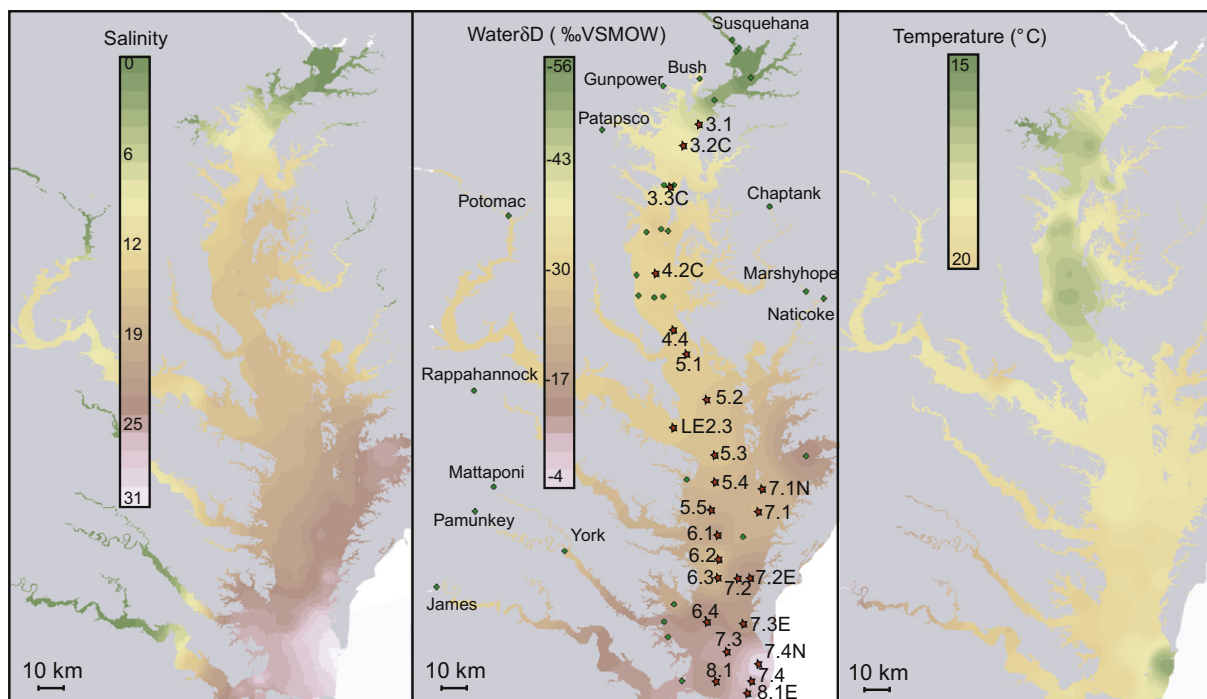 Salinity
0
6
12
19
25
31
10 km
WaterδD ( ‰VSMOW)
-56
-43
-30
-17
-4
Susquehana
Bush
Gunpower
Patapsco
3.1
3.2C
3.3C
Chaptank
Potomac
4.2C
Marshyhope
Naticoke
4.4
5.1
Rappahannock
5.2
LE2.3
5.3
5.4
Mattaponi
7.1N
Pamunkey
5.5
7.1
York
6.1
6.2
6.3
7.2
7.2E
James
6.4
7.3E
7.3
7.4N
8.1
7.4
8.1E
10 km
Temperature (°C)
15
20
10 km